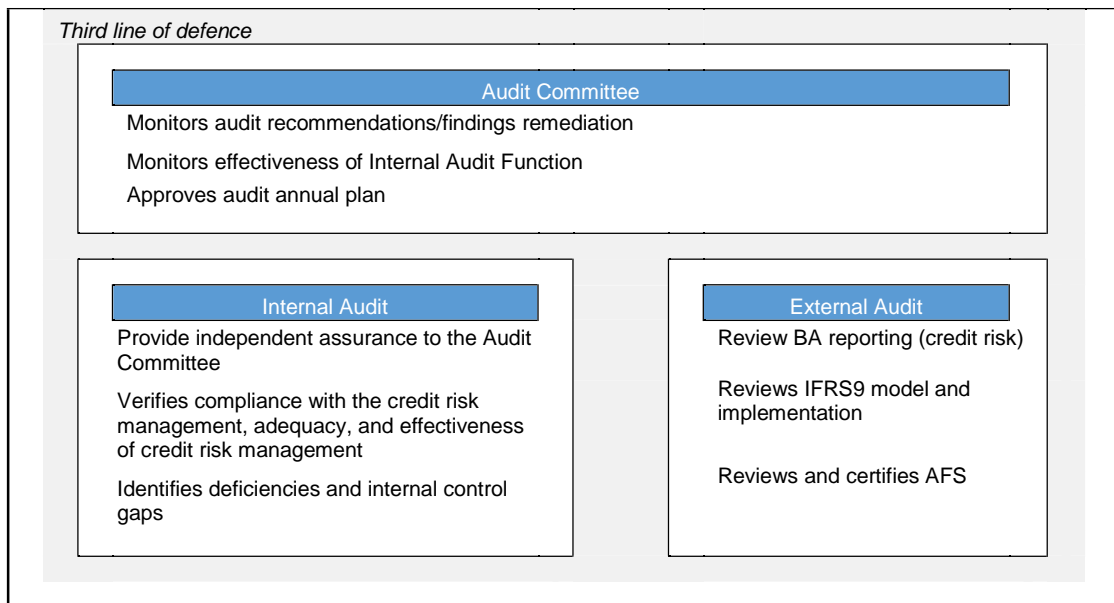 Third line of defence
Audit Committee
Monitors audit recommendations/findings remediation
Monitors effectiveness of Internal Audit Function
Approves audit annual plan
Internal Audit
Provide independent assurance to the Audit
Committee
Verifies compliance with the credit risk
management, adequacy, and effectiveness
of credit risk management
Identifies deficiencies and internal control
gaps
External Audit
Review BA reporting (credit risk)
Reviews IFRS9 model and
implementation
Reviews and certifies AFS